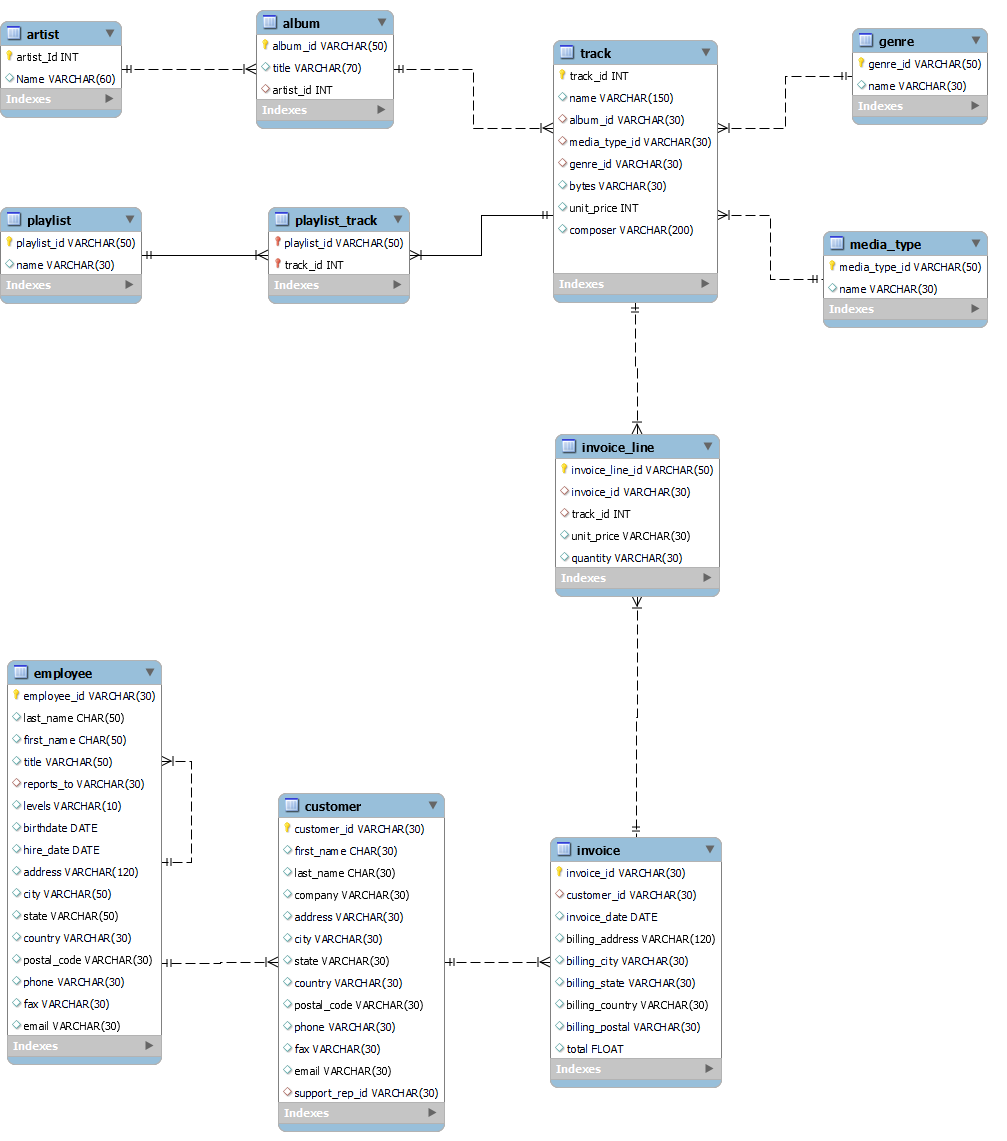 artist
artist_Id INT
Name VARCHAR(60)
Indexes
album
album_id VARCHAR(50)
title VARCHAR(70)
artist_id INT
Indexes
track
track_id INT
name VARCHAR(150)
album_id VARCHAR(30)
media_type_id VARCHAR(30)
genre_id VARCHAR(30)
bytes VARCHAR(30)
unit_price INT
composer VARCHAR(200)
Indexes
genre
genre_id VARCHAR(50)
name VARCHAR(30)
Indexes
playlist
playlist_id VARCHAR(50)
name VARCHAR(30)
Indexes
playlist_track
playlist_id VARCHAR(50)
track_id INT
Indexes
media_type
media_type_id VARCHAR(50)
name VARCHAR(30)
Indexes
invoice_line
invoice_line_id VARCHAR(50)
invoice_id VARCHAR(30)
track_id INT
unit_price VARCHAR(30)
quantity VARCHAR(30)
Indexes
employee
employee_id VARCHAR(30)
last_name CHAR(50)
first_name CHAR(50)
title VARCHAR(50)
reports_to VARCHAR(30)
levels VARCHAR(10)
birthdate DATE
hire_date DATE
address VARCHAR(120)
city VARCHAR(50)
state VARCHAR(50)
country VARCHAR(30)
postal_code VARCHAR(30)
phone VARCHAR(30)
fax VARCHAR(30)
email VARCHAR(30)
Indexes
customer
customer_id VARCHAR(30)
first_name CHAR(30)
last_name CHAR(30)
company VARCHAR(30)
address VARCHAR(30)
city VARCHAR(30)
state VARCHAR(30)
country VARCHAR(30)
postal_code VARCHAR(30)
phone VARCHAR(30)
fax VARCHAR(30)
email VARCHAR(30)
support_rep_id VARCHAR(30)
Indexes
invoice
invoice_id VARCHAR(30)
customer_id VARCHAR(30)
invoice_date DATE
billing_address VARCHAR(120)
billing_city VARCHAR(30)
billing_state VARCHAR(30)
billing_country VARCHAR(30)
billing_postal VARCHAR(30)
total FLOAT
Indexes